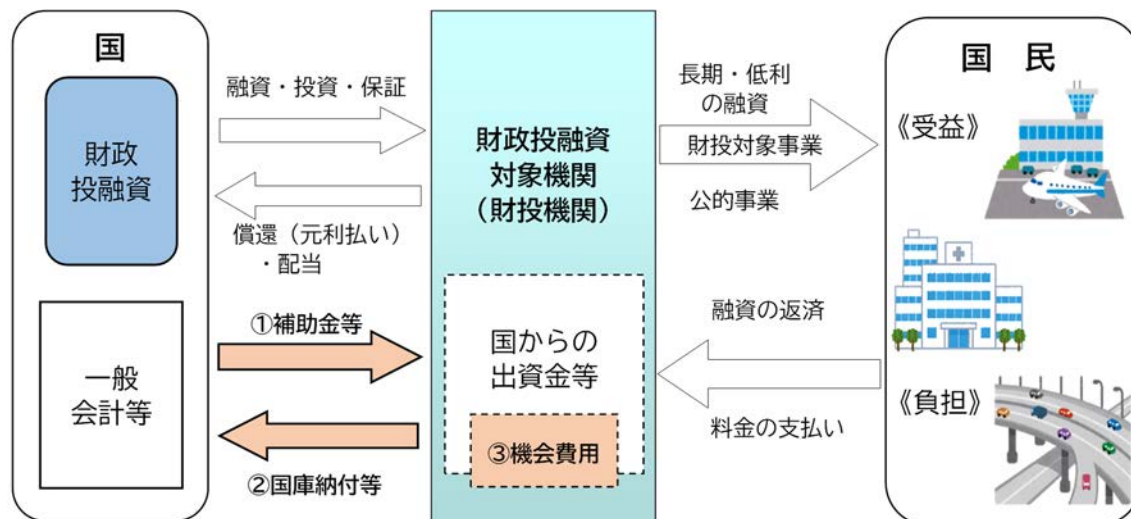 国
財政
投融資
一般
会計等
融資・投資・保証
償還（元利払い）
・配当
①補助金等
②国庫納付等
財政投融資
対象機関
（財投機関）
国からの
出資金等
③機会費用
長期・低利
の融資
財投対象事業
公的事業
融資の返済
料金の支払い
国　民
《受益》
《負担》